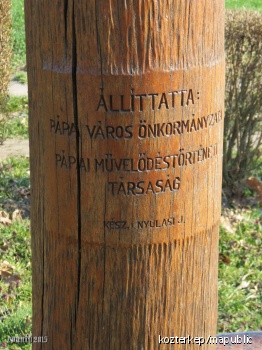 ÁLLÍTTATTA:
PÁPA VÁROS ÖNKORMÁNYZATA
PÁPAI MŰVELŐDÉSTÖRTÉNETI
TÁRSASÁG
KÉSZ.: NYULASI J.
kozterkep/mapublic